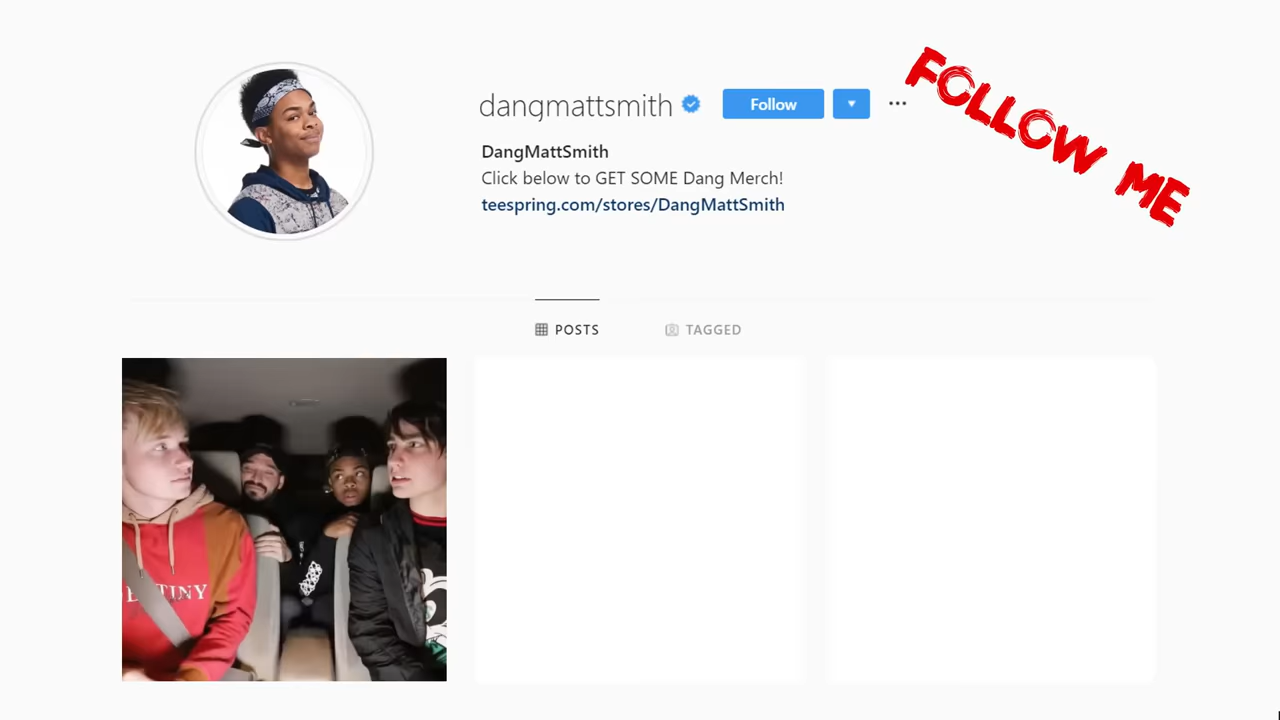 dangmattsmith
Follow
FOLLOW ME
DangMattSmith
Click below to GET SOME Dang Merch!
teespring.com/stores/DangMattSmith
POSTS
TAGGED